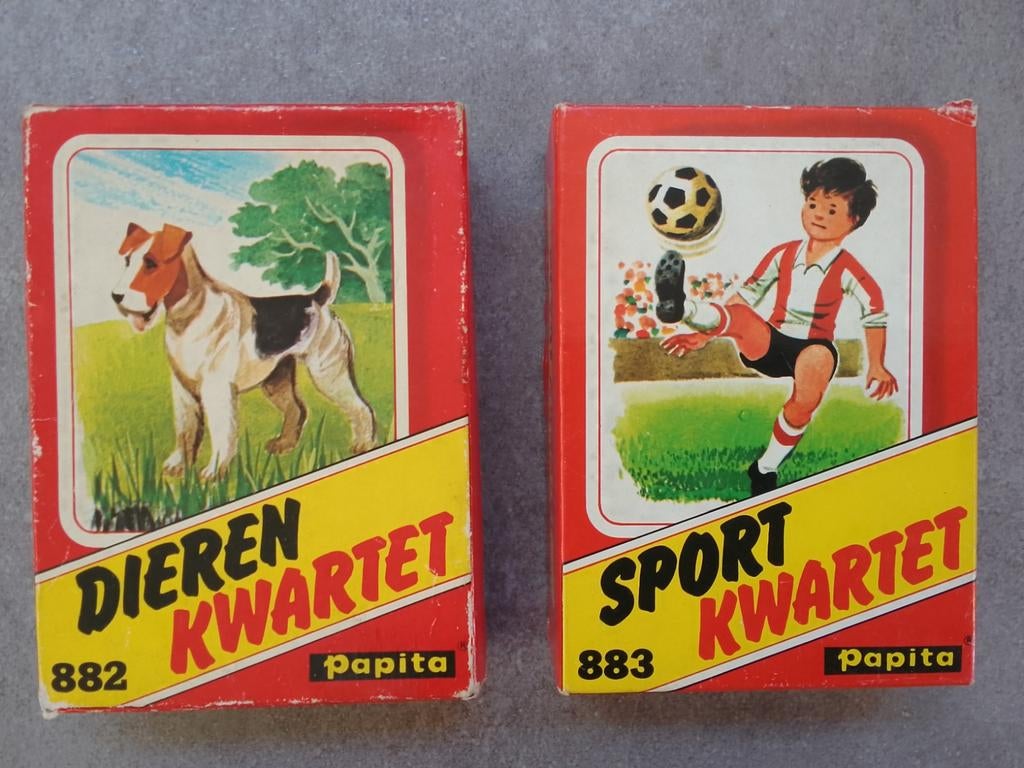 DIEREN
KWARTET
882
Papita
®
SPORT
KWARTET
883
Papita
®